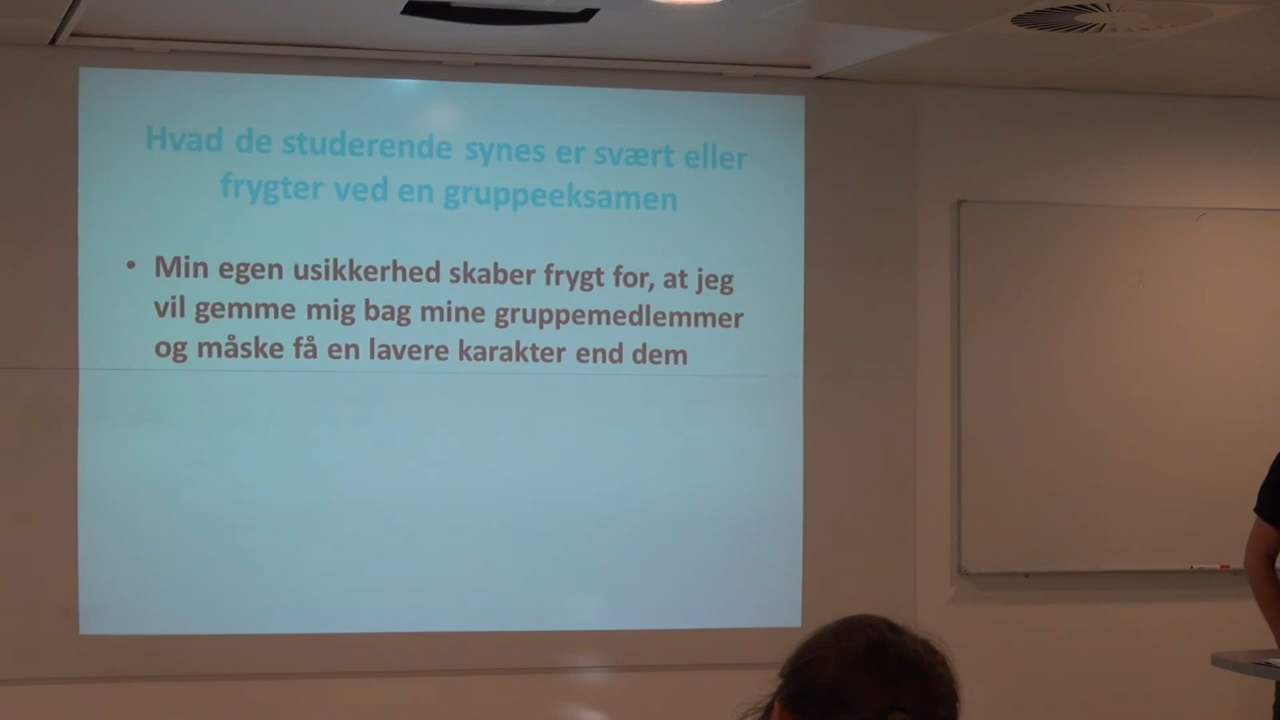 Hvad de studerende synes er svært eller
frygter ved en gruppeeksamen
• Min egen usikkerhed skaber frygt for, at jeg
vil gemme mig bag mine gruppemedlemmer
og måske få en lavere karakter end dem